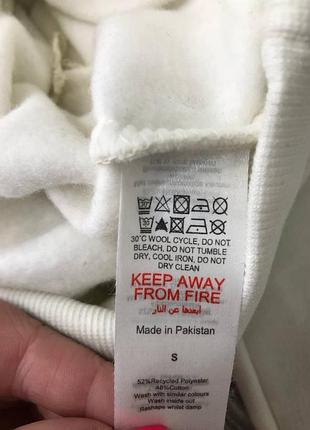 30°C WOOL CYCLE, DO NOT
BLEACH, DO NOT TUMBLE
DRY, COOL IRON, DO NOT
DRY CLEAN
KEEP AWAY
FROM FIRE
أبعدها عن النار
Made in Pakistan
S
52%Recycled Polyester
48%Cotton
Wash with similar colours
Wash inside out
Reshape whilst damp